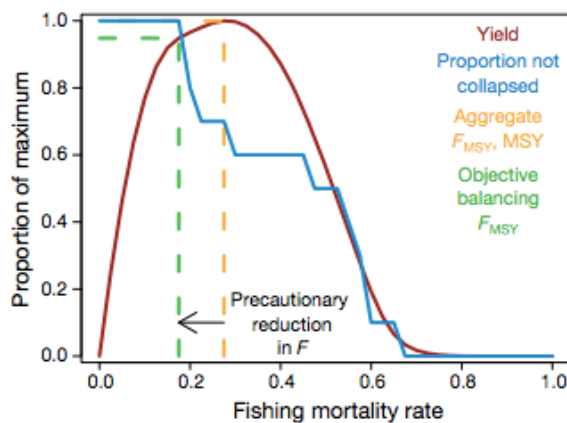 Yield
Proportion not
collapsed
Aggregate
FMSY, MSY
Objective
balancing
FMSY
Precautionary
reduction
in F
Proportion of maximum
1.0
0.8
0.6
0.4
0.2
0.0
0.0 0.2 0.4 0.6 0.8 1.0
Fishing mortality rate